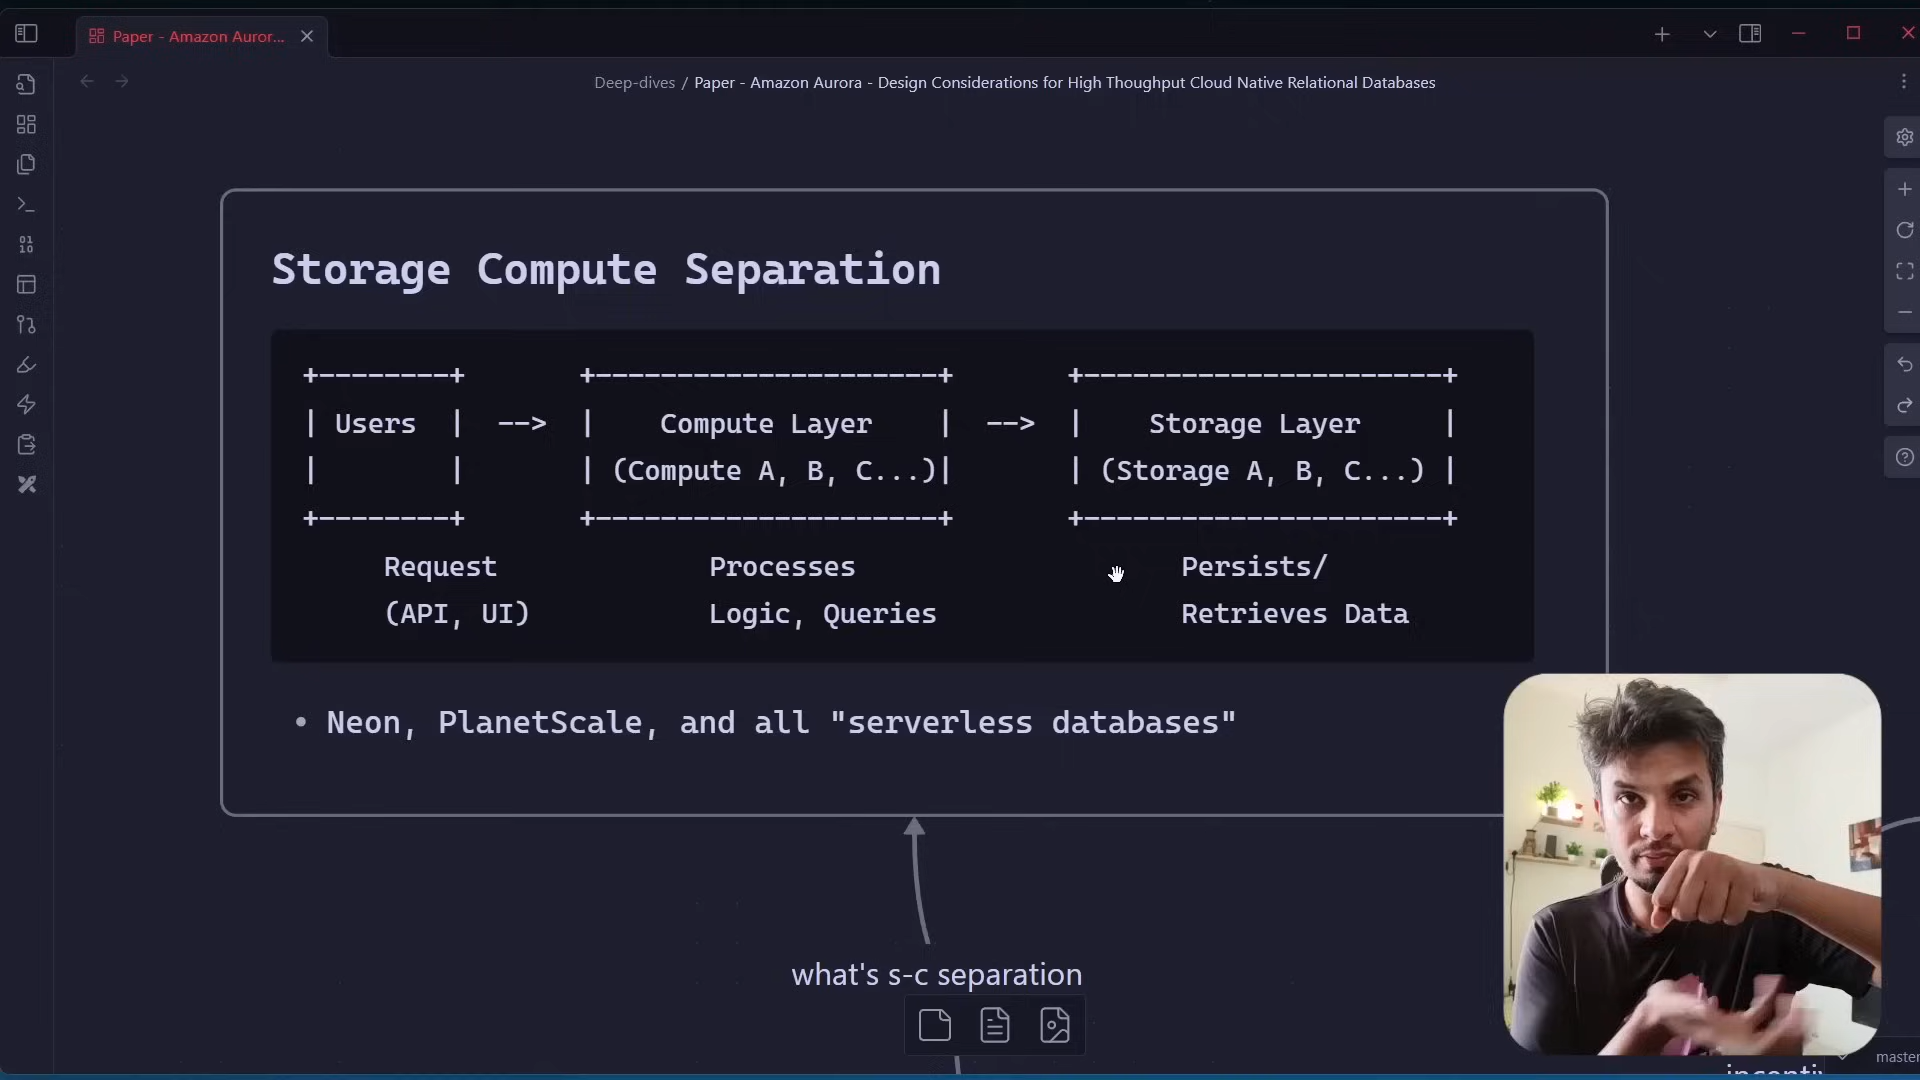 Paper - Amazon Auror...
Deep-dives / Paper - Amazon Aurora - Design Considerations for High Thoughput Cloud Native Relational Databases
Storage Compute Separation
+--------+ +---------------------+ +----------------------+
| Users | --> | Compute Layer | --> | Storage Layer |
| | | (Compute A, B, C...)| | (Storage A, B, C...) |
+--------+ +---------------------+ +----------------------+
Request Processes Persists/
(API, UI) Logic, Queries Retrieves Data
• Neon, PlanetScale, and all "serverless databases"
what's s-c separation
master